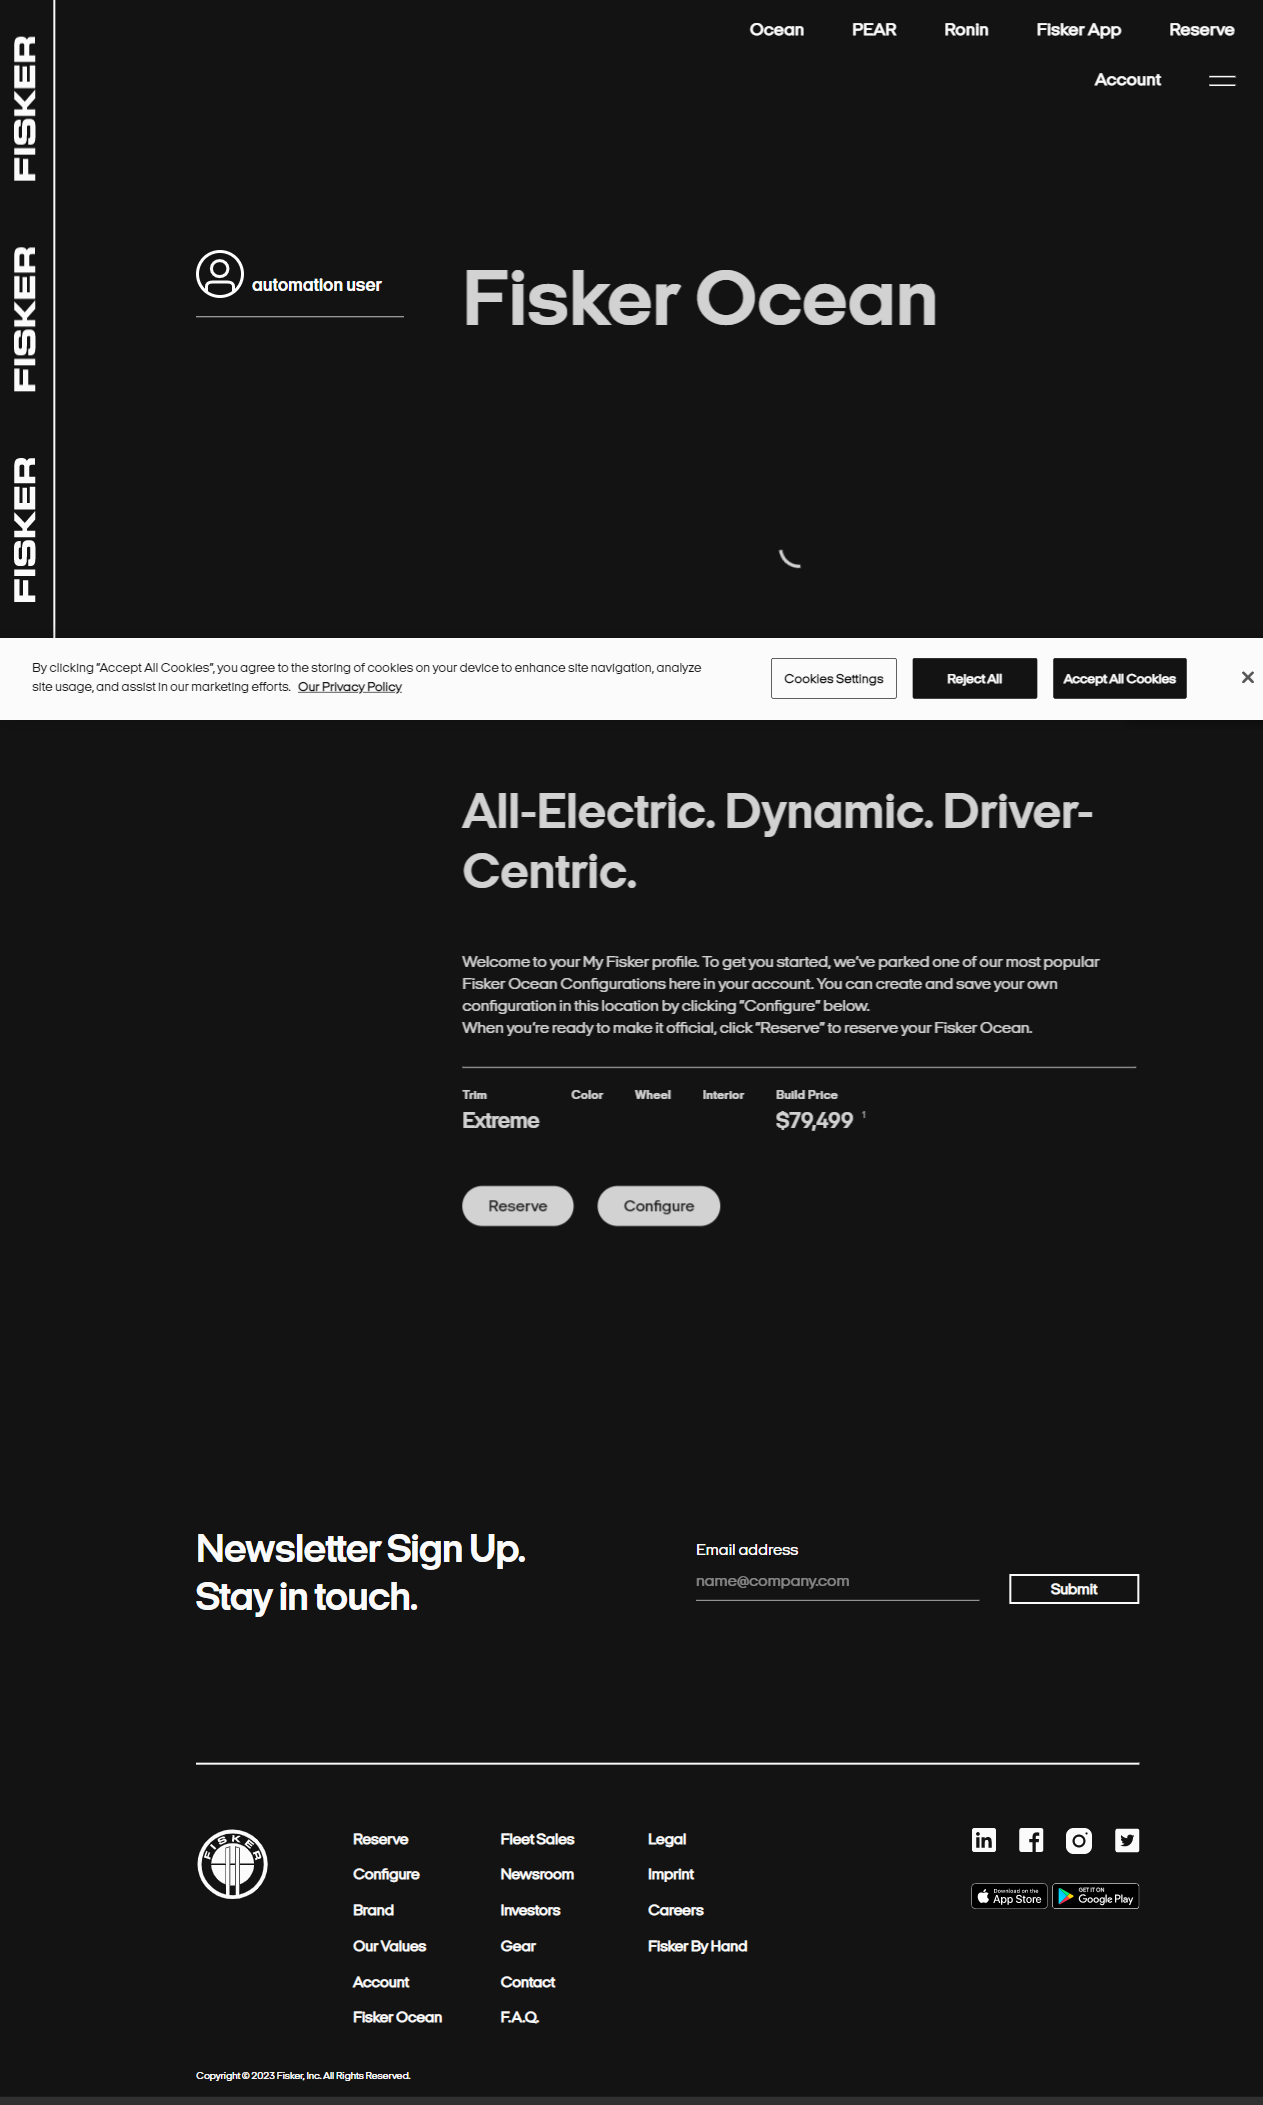 Ocean PEAR Ronin Fisker App Reserve
Account
FISKER
FISKER
FISKER
automation user
Fisker Ocean
By clicking "Accept All Cookies", you agree to the storing of cookies on your device to enhance site navigation, analyze
site usage, and assist in our marketing efforts. Our Privacy Policy
Cookies Settings
Reject All
Accept All Cookies
All-Electric. Dynamic. Driver-
Centric.
Welcome to your My Fisker profile. To get you started, we've parked one of our most popular
Fisker Ocean Configurations here in your account. You can create and save your own
configuration in this location by clicking "Configure" below.
When you're ready to make it official, click "Reserve" to reserve your Fisker Ocean.
Trim Color Wheel Interior Build Price
Extreme $79,499 1
Reserve Configure
Newsletter Sign Up.
Stay in touch.
Email address
name@company.com
Submit
FISKER
Reserve
Configure
Brand
Our Values
Account
Fisker Ocean
Fleet Sales
Newsroom
Investors
Gear
Contact
F.A.Q.
Legal
Imprint
Careers
Fisker By Hand
in
Download on the
App Store
GET IT ON
Google Play
Copyright © 2023 Fisker, Inc. All Rights Reserved.